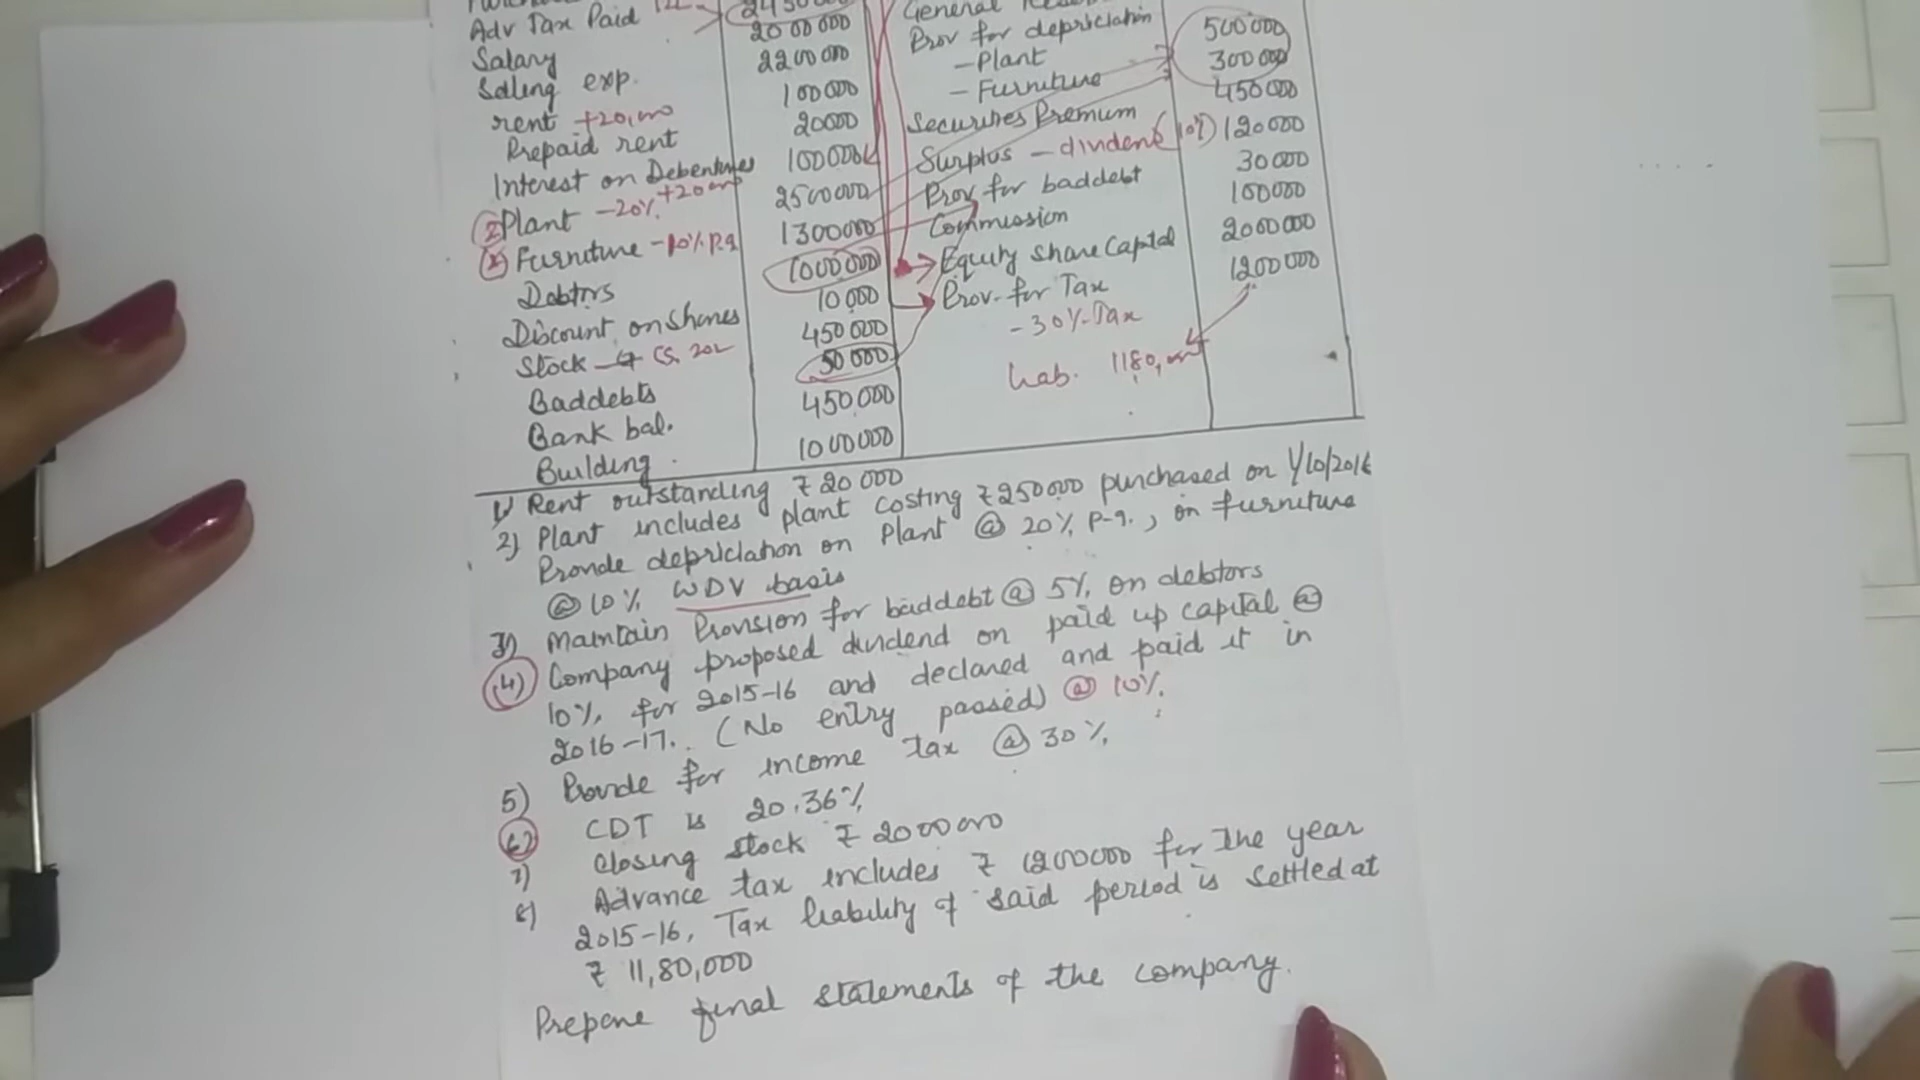 Adv Tax Paid
Salary
Selling exp.
rent +20,000
Prepaid rent
Interest on Debentures
2) Plant -20% +20
Furniture - 10% p.a
Debtors
Discount on shares
Stock CS. 20L
Baddebts
Bank bal.
Building
2000000
2200000
100000
20000
100000
2500000
1300000
1000000
10000
450000
50000
450000
1000000
General
Prov for depriciation
- Plant
- Furniture
Securities Premium
Surplus - dividend (10%)
Prov for baddebt
Commission
Equity share Capital
Prov. for Tax
- 30% Tax
Liab. 1180,000
500000
300000
450000
120000
30000
100000
2000000
1200000
1) Rent outstanding ₹ 20000
2) Plant includes plant costing ₹ 250000 purchased on 1/10/2016
Provide depriciation on Plant @ 20% p.a., on furniture
@ 10% WDV basis
3) Maintain Provision for baddebt @ 5% on debtors
4) Company proposed dividend on paid up capital @
10% for 2015-16 and declared and paid it in
2016-17. (No entry passed) @ 10%
5) Provide for income tax @ 30%
6) CDT is 20.36%
7) Closing stock ₹ 2000000
8) Advance tax includes ₹ 1200000 for the year
2015-16, Tax liability of said period is settled at
₹ 11,80,000
Prepare final statements of the company.